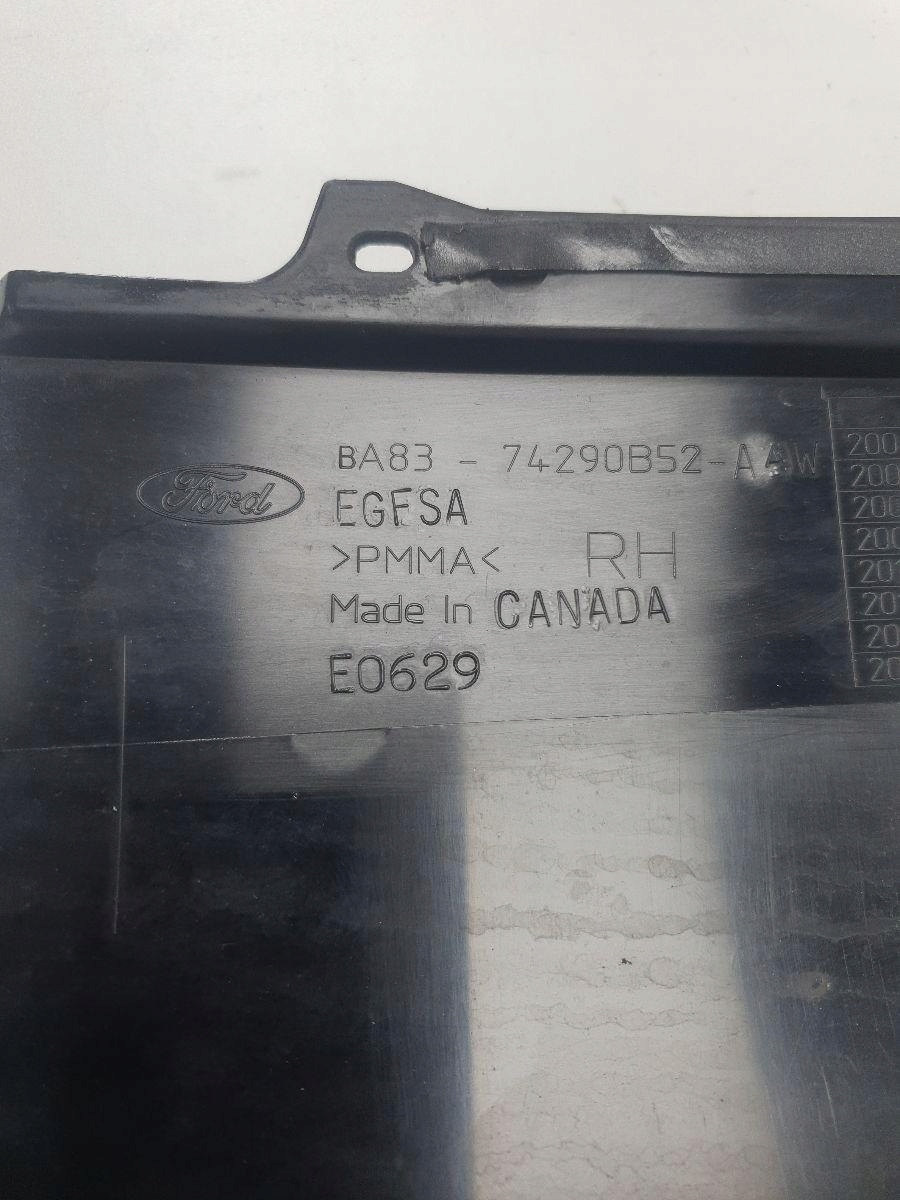 Ford
BA83 - 74290B52-A4W
EGFSA
>PMMA< RH
Made In CANADA
E0629